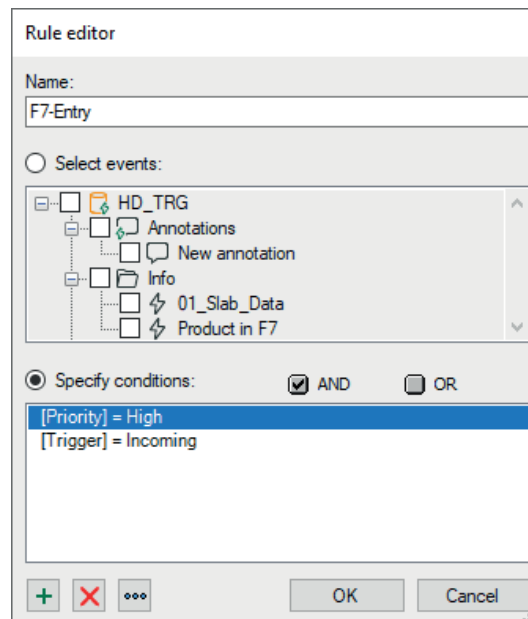 Rule editor
Name:
F7-Entry
Select events:
HD_TRG
Annotations
New annotation
Info
01_Slab_Data
Product in F7
Specify conditions: AND OR
[Priority] = High
[Trigger] = Incoming
OK Cancel